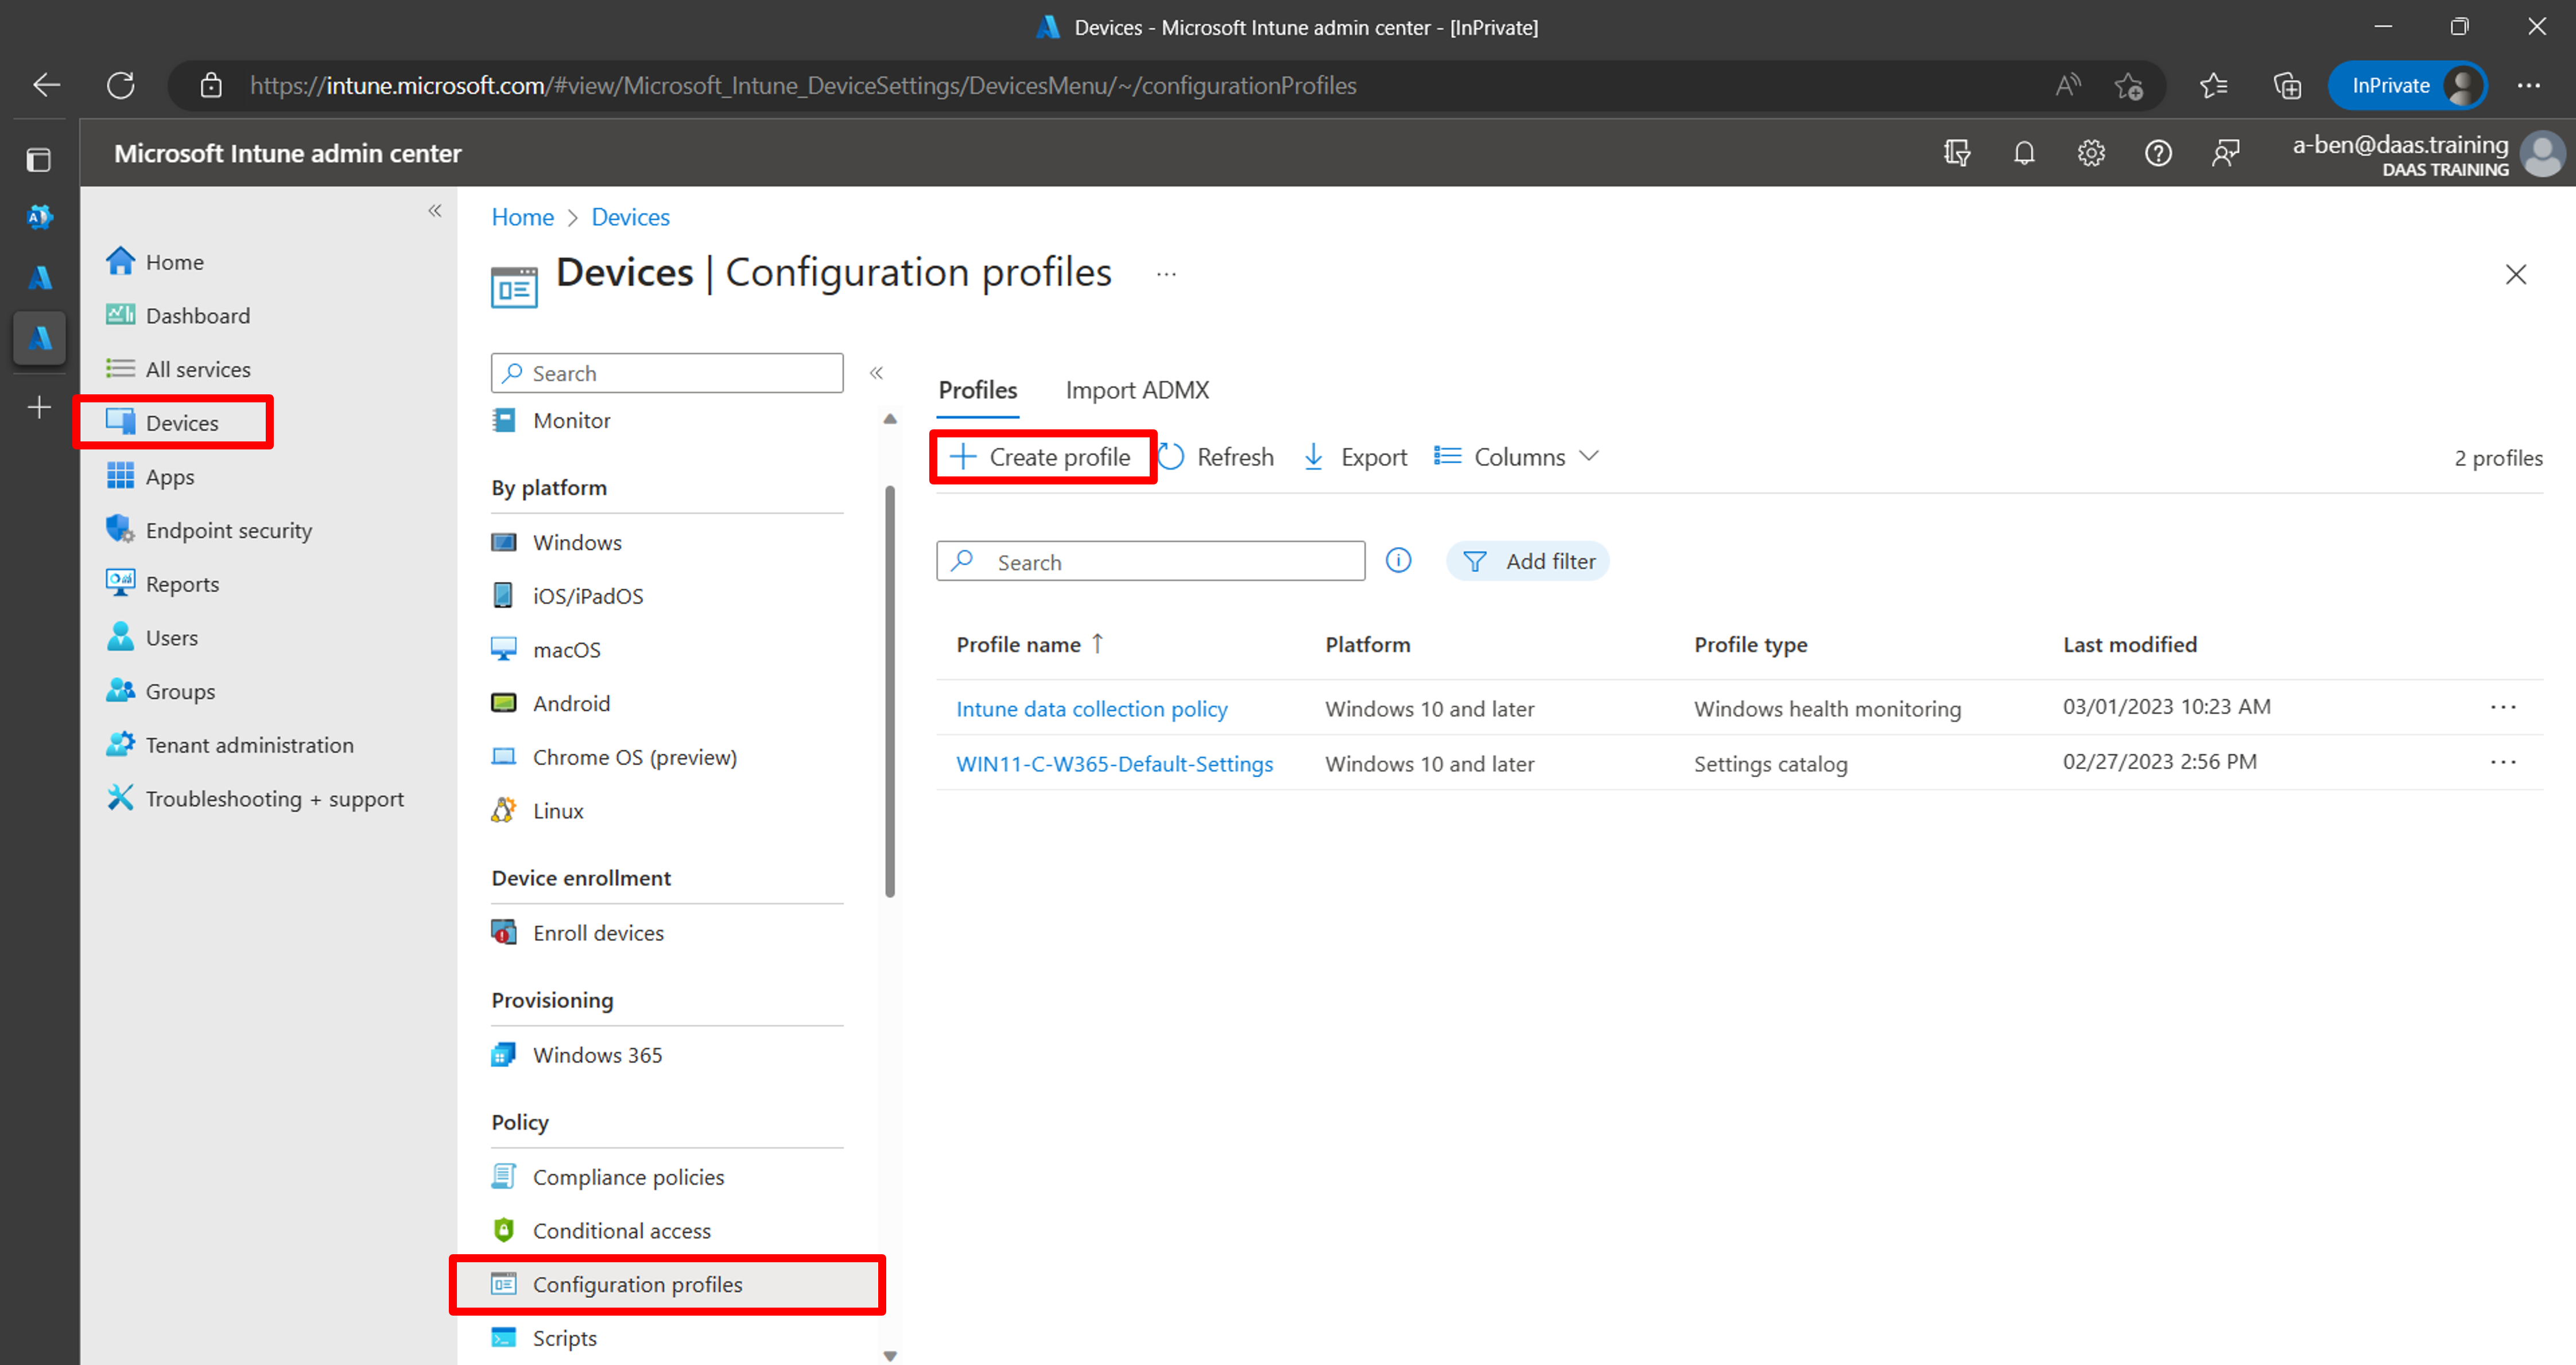 Devices - Microsoft Intune admin center - [InPrivate]
https://intune.microsoft.com/#view/Microsoft_Intune_DeviceSettings/DevicesMenu/~/configurationProfiles
InPrivate
Microsoft Intune admin center
a-ben@daas.training
DAAS TRAINING
Home
Dashboard
All services
Devices
Apps
Endpoint security
Reports
Users
Groups
Tenant administration
Troubleshooting + support
Home > Devices
Devices | Configuration profiles
Search
Monitor
By platform
Windows
iOS/iPadOS
macOS
Android
Chrome OS (preview)
Linux
Device enrollment
Enroll devices
Provisioning
Windows 365
Policy
Compliance policies
Conditional access
Configuration profiles
Scripts
Profiles Import ADMX
Create profile Refresh Export Columns 2 profiles
Search Add filter
Profile name ↑ Platform Profile type Last modified
Intune data collection policy Windows 10 and later Windows health monitoring 03/01/2023 10:23 AM
WIN11-C-W365-Default-Settings Windows 10 and later Settings catalog 02/27/2023 2:56 PM